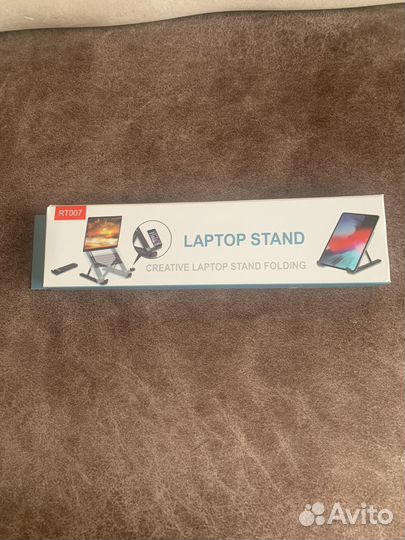 RT007
LAPTOP STAND
CREATIVE LAPTOP STAND FOLDING
Avito